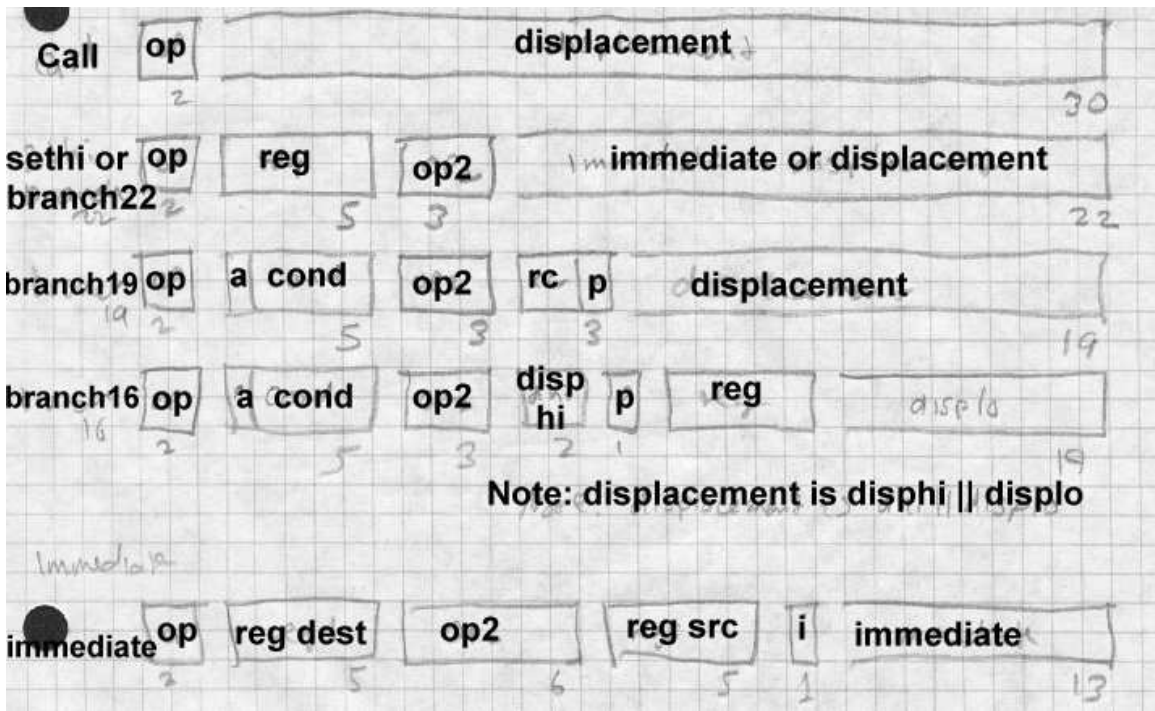 Call op displacement
2 30
sethi or op reg op2 immediate or displacement
branch22
22 2 5 3 22
branch19 op a cond op2 rc p displacement
19 2 5 3 3 19
branch16 op a cond op2 disp hi p reg displo
16 2 5 3 2 1 19
Note: displacement is disphi || displo
Immediate
immediate op reg dest op2 reg src i immediate
2 5 6 5 1 13